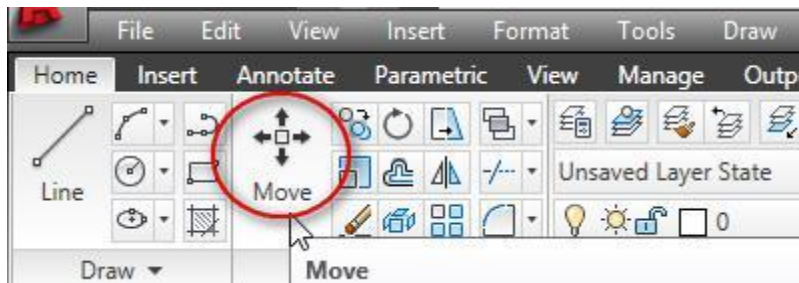 File Edit View Insert Format Tools Draw
Home Insert Annotate Parametric View Manage Outp
Line Move Unsaved Layer State
0
Draw
Move